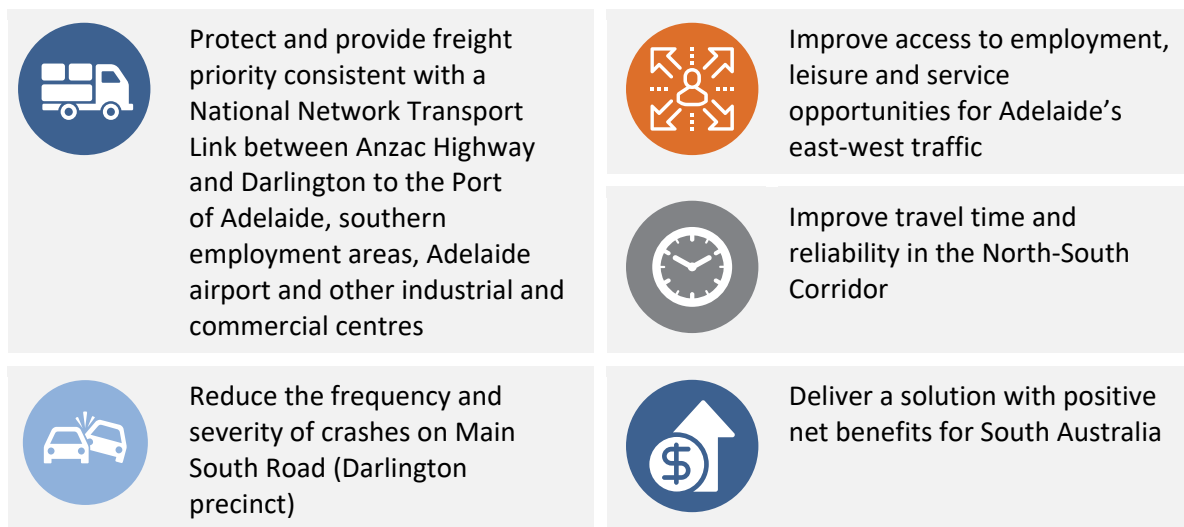 Protect and provide freight
priority consistent with a
National Network Transport
Link between Anzac Highway
and Darlington to the Port
of Adelaide, southern
employment areas, Adelaide
airport and other industrial and
commercial centres
Reduce the frequency and
severity of crashes on Main
South Road (Darlington
precinct)
Improve access to employment,
leisure and service
opportunities for Adelaide’s
east-west traffic
Improve travel time and
reliability in the North-South
Corridor
Deliver a solution with positive
net benefits for South Australia
$